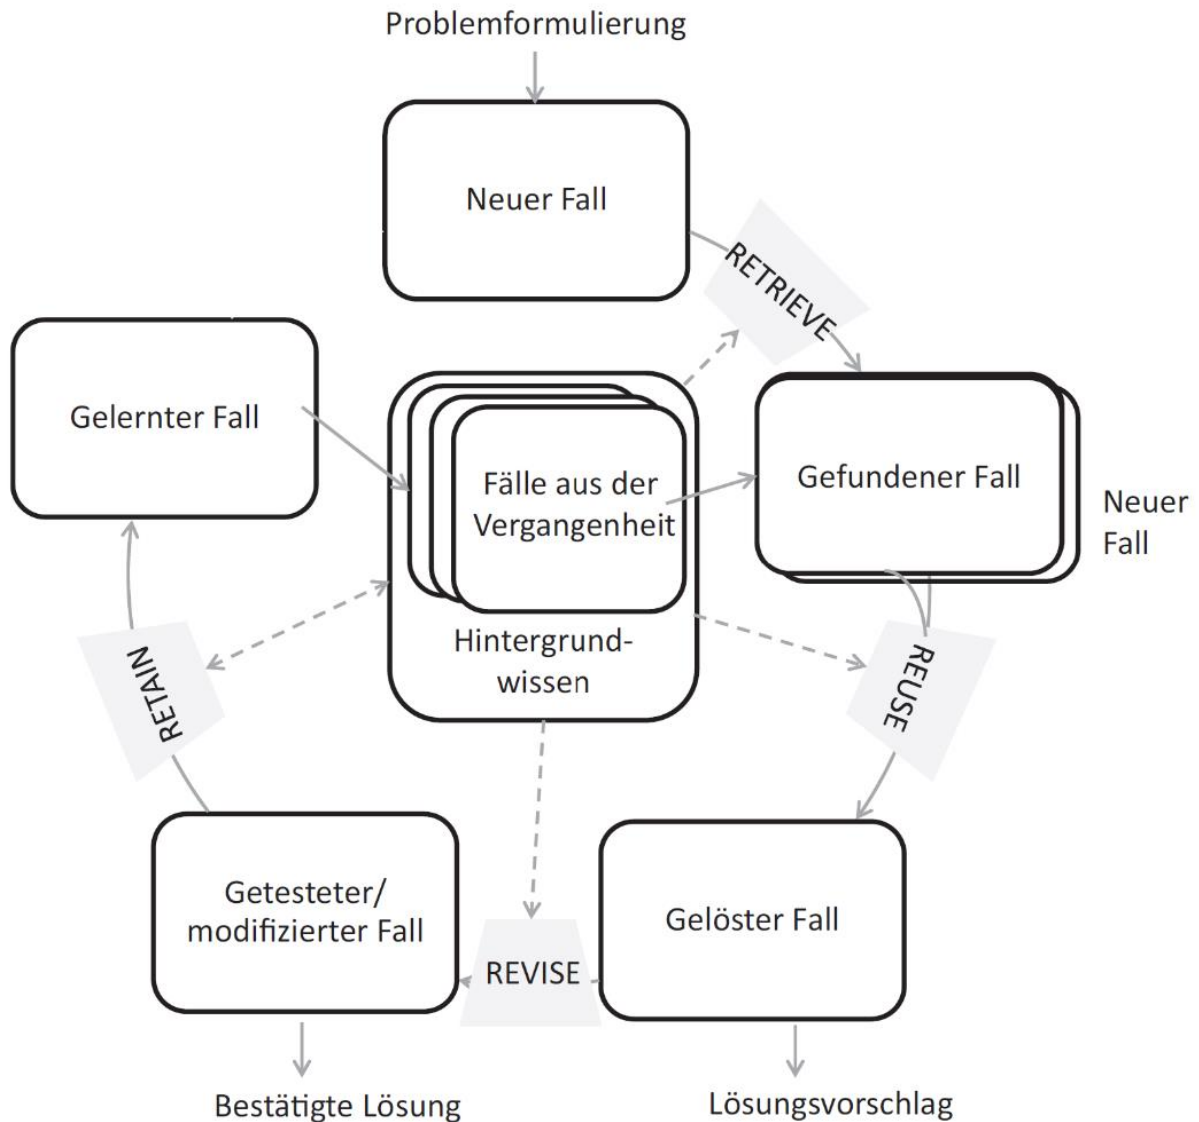 Problemformulierung
Neuer Fall
RETRIEVE
Gelernter Fall
Fälle aus der
Vergangenheit
Gefundener Fall
Neuer
Fall
Hintergrund-
wissen
RETAIN
REUSE
Getesteter/
modifizierter Fall
REVISE
Gelöster Fall
Bestätigte Lösung
Lösungsvorschlag